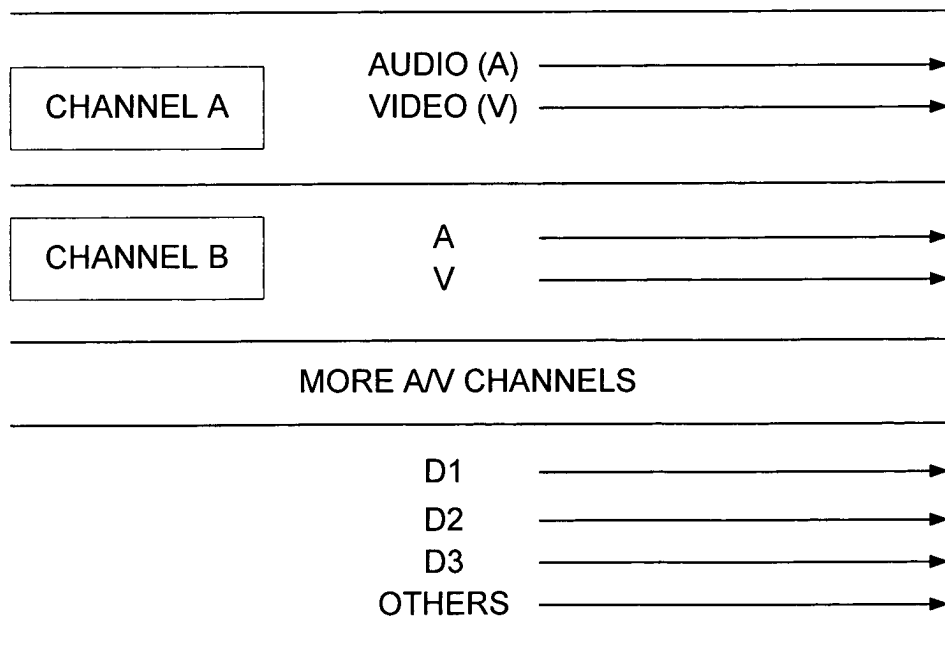 CHANNEL A
AUDIO (A)
VIDEO (V)
CHANNEL B
A
V
MORE A/V CHANNELS
D1
D2
D3
OTHERS